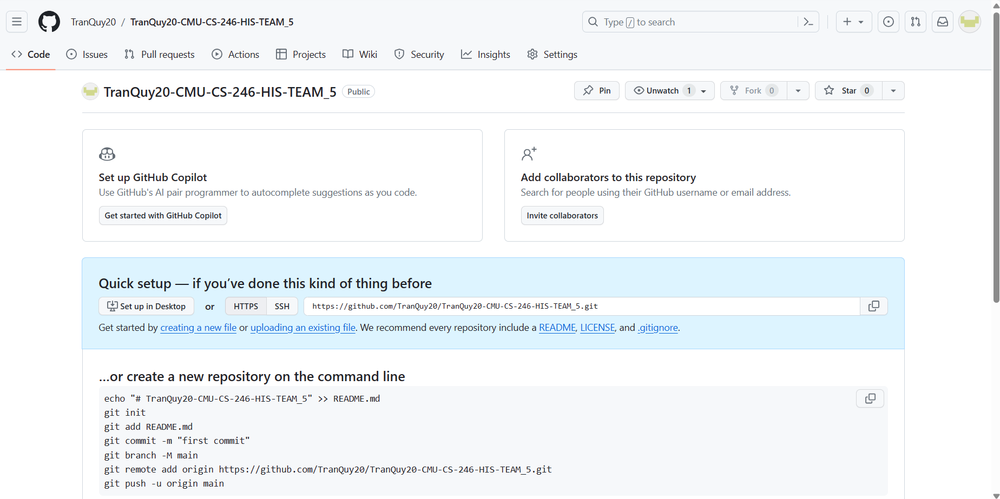 TranQuy20 / TranQuy20-CMU-CS-246-HIS-TEAM_5
Type / to search
Code Issues Pull requests Actions Projects Wiki Security Insights Settings
TranQuy20-CMU-CS-246-HIS-TEAM_5 Public
Pin Unwatch 1 Fork 0 Star 0
Set up GitHub Copilot
Use GitHub's AI pair programmer to autocomplete suggestions as you code.
Get started with GitHub Copilot
Add collaborators to this repository
Search for people using their GitHub username or email address.
Invite collaborators
Quick setup — if you’ve done this kind of thing before
Set up in Desktop or HTTPS SSH https://github.com/TranQuy20/TranQuy20-CMU-CS-246-HIS-TEAM_5.git
Get started by creating a new file or uploading an existing file. We recommend every repository include a README, LICENSE, and .gitignore.
…or create a new repository on the command line
echo "# TranQuy20-CMU-CS-246-HIS-TEAM_5" >> README.md
git init
git add README.md
git commit -m "first commit"
git branch -M main
git remote add origin https://github.com/TranQuy20/TranQuy20-CMU-CS-246-HIS-TEAM_5.git
git push -u origin main